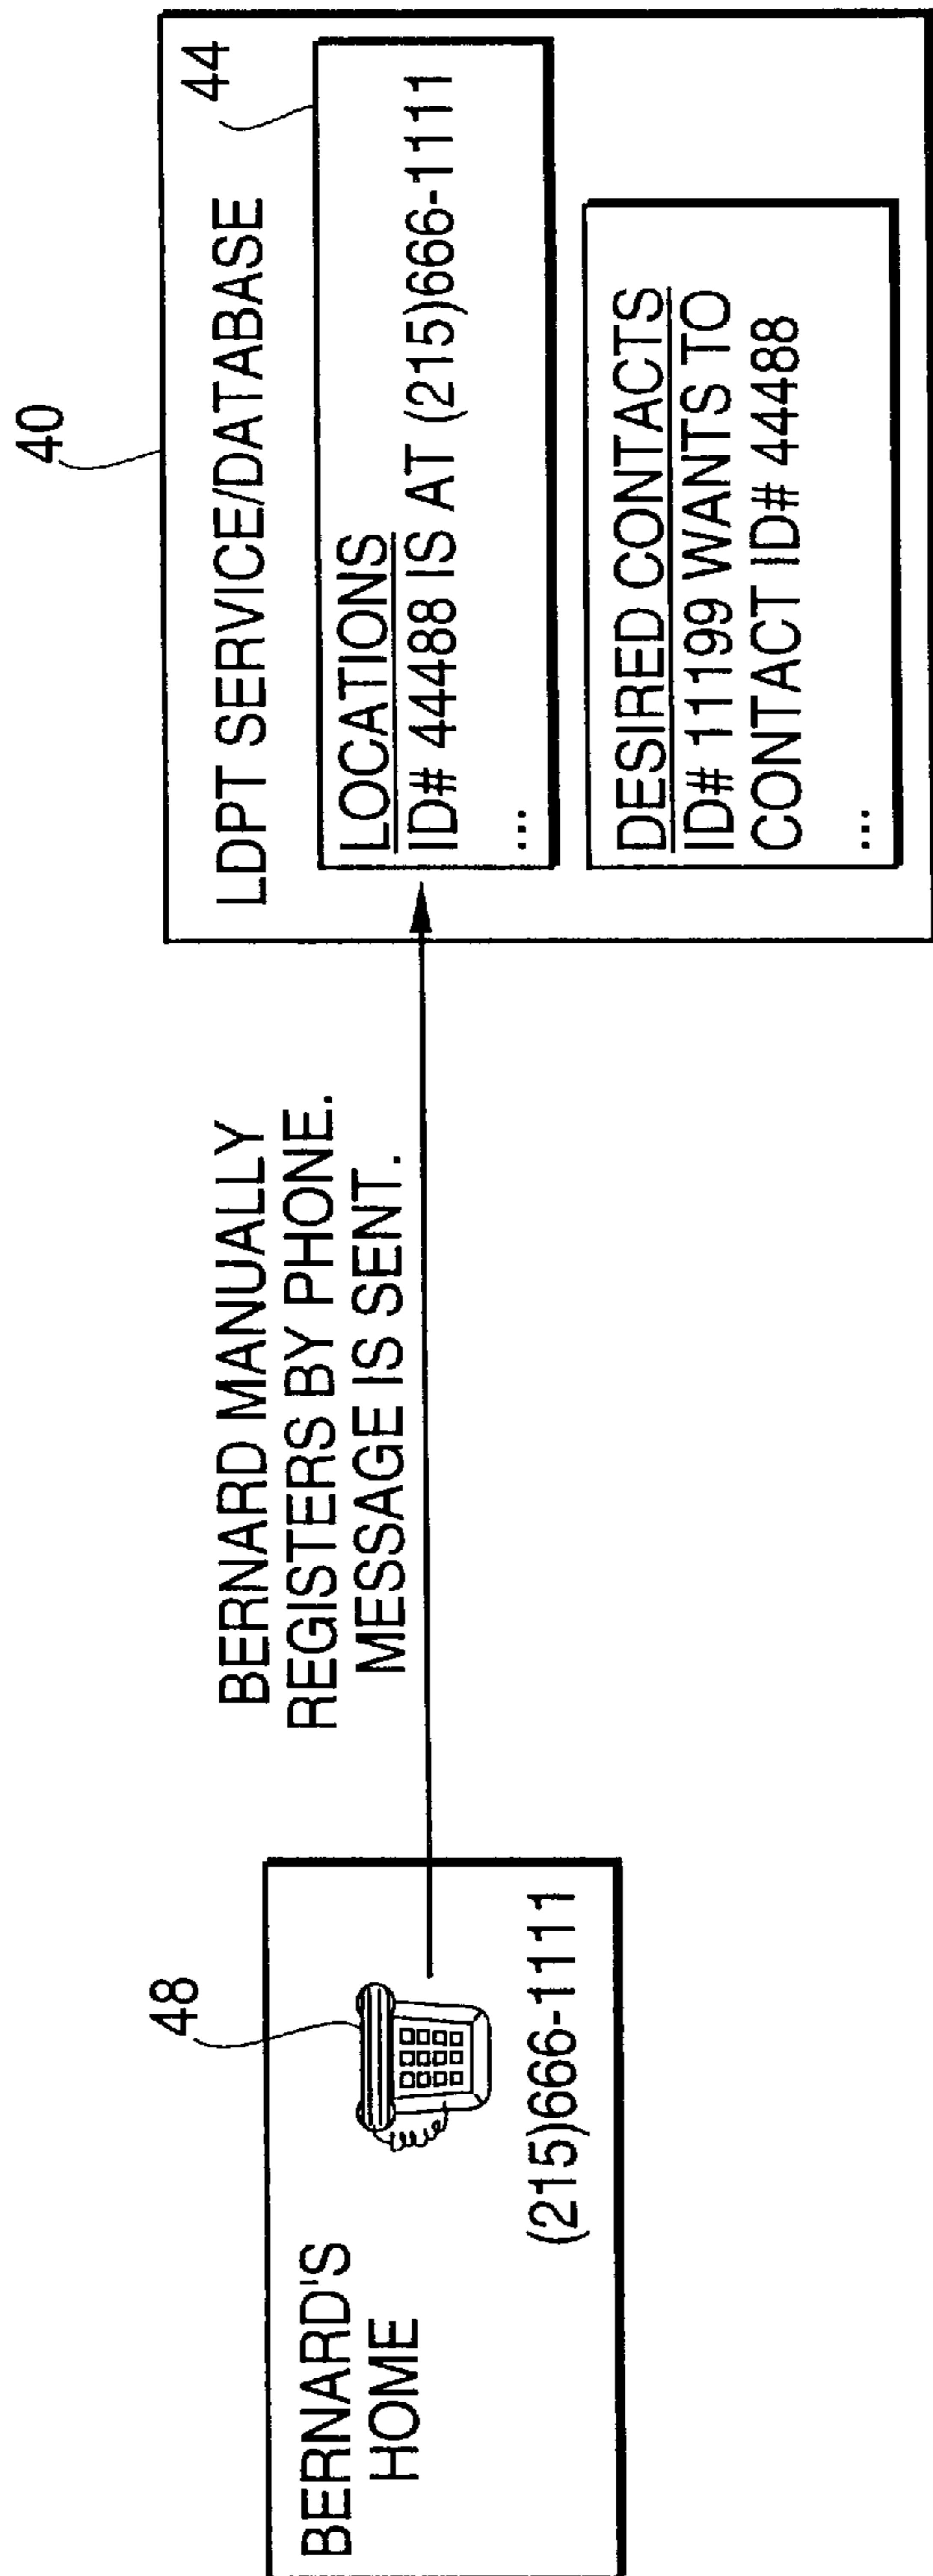 40
LDPT SERVICE/DATABASE
44
LOCATIONS
ID# 44488 IS AT (215)666-1111
...
DESIRED CONTACTS
ID# 11199 WANTS TO
CONTACT ID# 44488
...
BERNARD MANUALLY
REGISTERS BY PHONE.
MESSAGE IS SENT.
48
BERNARD'S
HOME
(215)666-1111